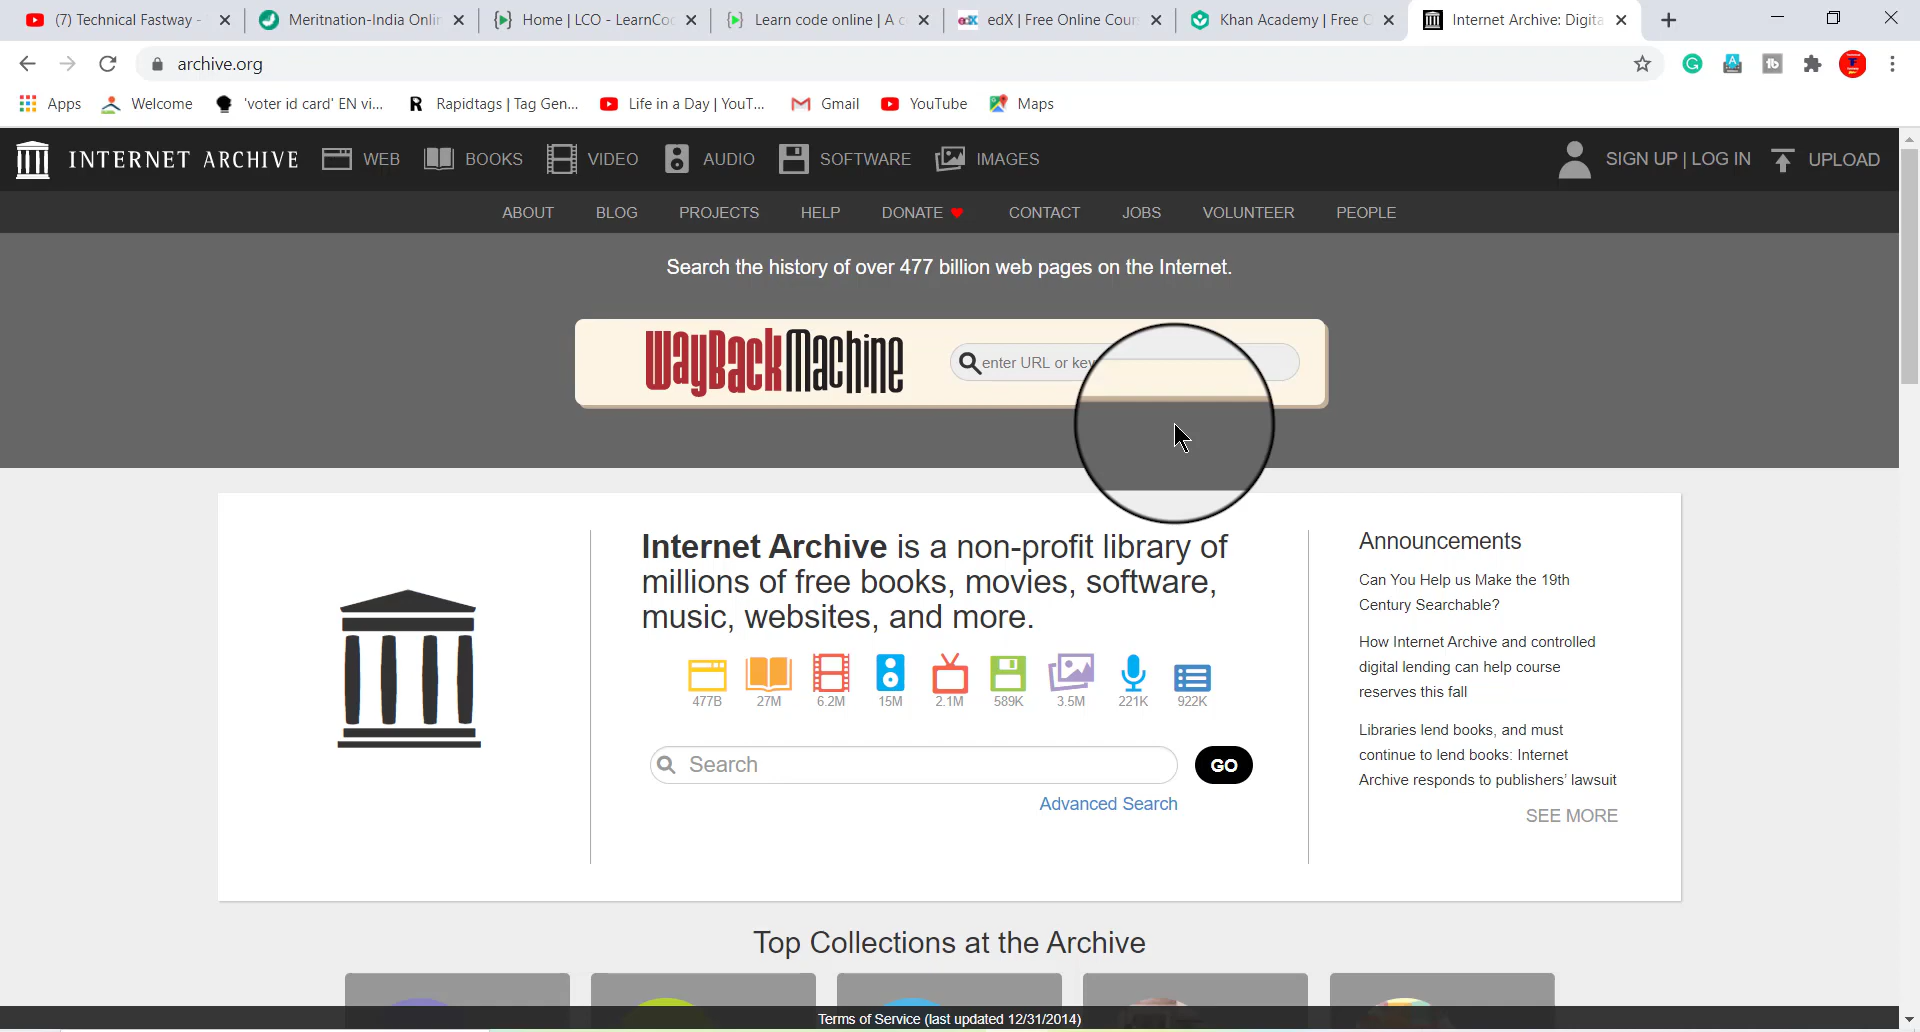 (7) Technical Fastway -
Meritnation-India Onlin
Home | LCO - LearnCo
Learn code online | A c
edX | Free Online Cour
Khan Academy | Free C
Internet Archive: Digita
archive.org
Apps
Welcome
'voter id card' EN vi...
Rapidtags | Tag Gen...
Life in a Day | YouT...
Gmail
YouTube
Maps
INTERNET ARCHIVE
WEB
BOOKS
VIDEO
AUDIO
SOFTWARE
IMAGES
SIGN UP | LOG IN
UPLOAD
ABOUT
BLOG
PROJECTS
HELP
DONATE
CONTACT
JOBS
VOLUNTEER
PEOPLE
Search the history of over 477 billion web pages on the Internet.
WayBackMachine
enter URL or key
Internet Archive is a non-profit library of
millions of free books, movies, software,
music, websites, and more.
477B
27M
6.2M
15M
2.1M
589K
3.5M
221K
922K
Search
GO
Advanced Search
Announcements
Can You Help us Make the 19th
Century Searchable?
How Internet Archive and controlled
digital lending can help course
reserves this fall
Libraries lend books, and must
continue to lend books: Internet
Archive responds to publishers' lawsuit
SEE MORE
Top Collections at the Archive
Terms of Service (last updated 12/31/2014)